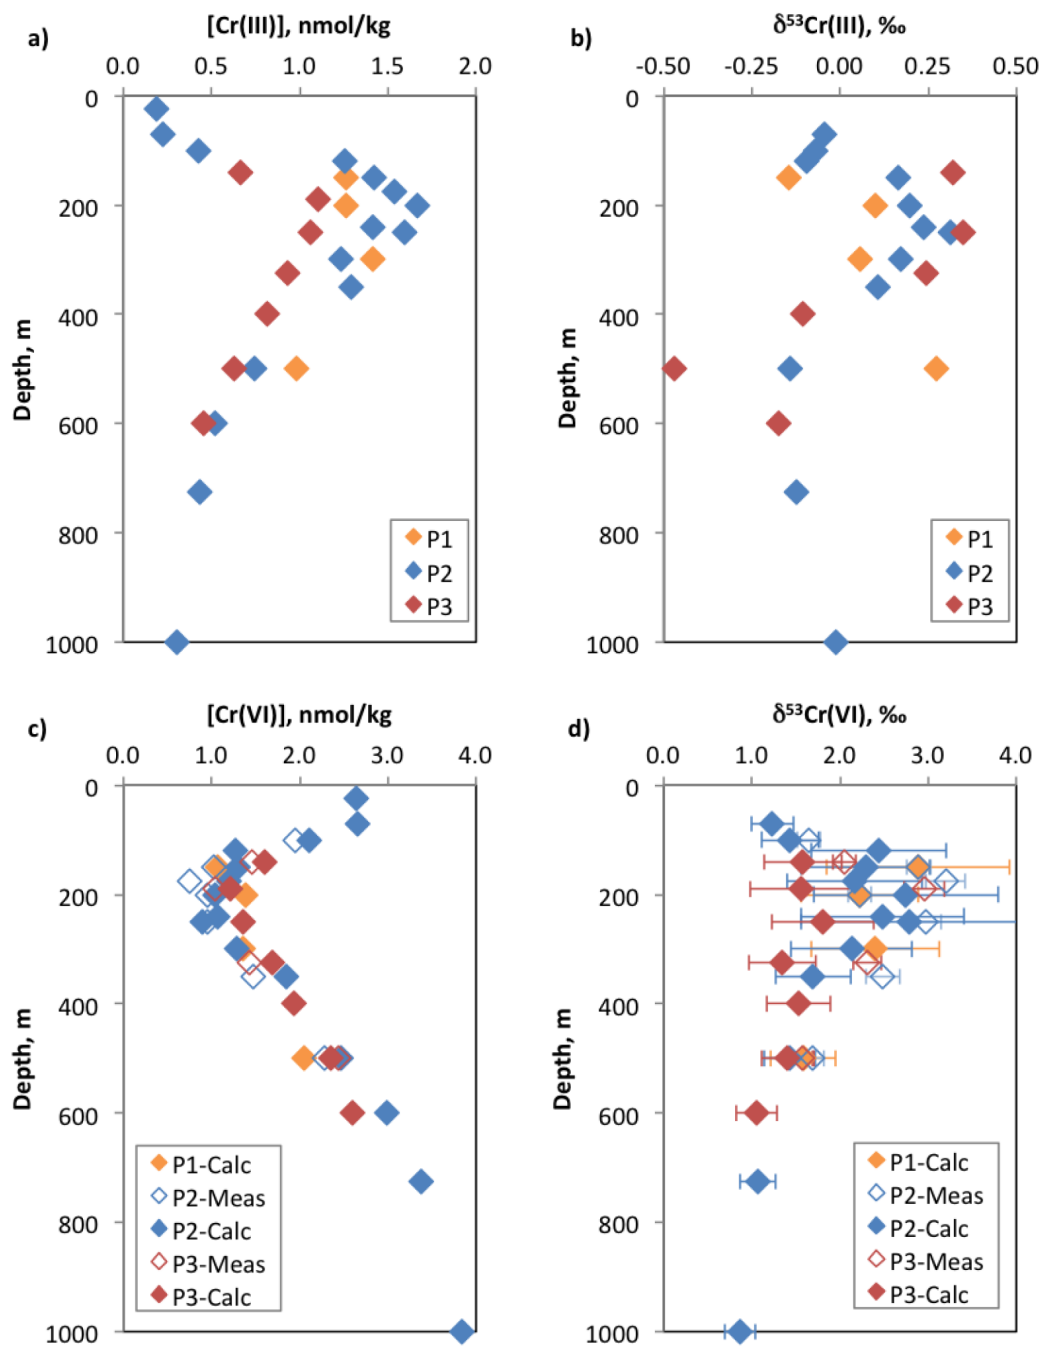 a)
[Cr(III)], nmol/kg
0.0 0.5 1.0 1.5 2.0
0
200
400
600
800
1000
Depth, m
P1
P2
P3
b)
δ⁵³Cr(III), ‰
-0.50 -0.25 0.00 0.25 0.50
0
200
400
600
800
1000
Depth, m
P1
P2
P3
c)
[Cr(VI)], nmol/kg
0.0 1.0 2.0 3.0 4.0
0
200
400
600
800
1000
Depth, m
P1-Calc
P2-Meas
P2-Calc
P3-Meas
P3-Calc
d)
δ⁵³Cr(VI), ‰
0.0 1.0 2.0 3.0 4.0
0
200
400
600
800
1000
Depth, m
P1-Calc
P2-Meas
P2-Calc
P3-Meas
P3-Calc